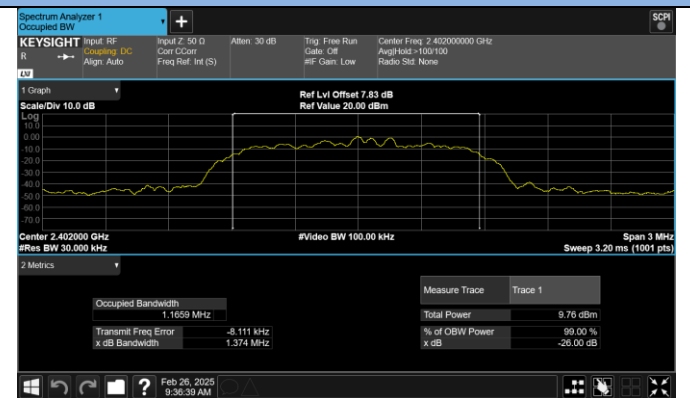 Spectrum Analyzer 1
Occupied BW
+
SCPI
KEYSIGHT
R
LXI
Input: RF
Coupling: DC
Align: Auto
Input Z: 50 Ω
Corr CCorr
Freq Ref: Int (S)
Atten: 30 dB
Trig: Free Run
Gate: Off
#IF Gain: Low
Center Freq: 2.402000000 GHz
Avg|Hold:>100/100
Radio Std: None
1 Graph
Scale/Div 10.0 dB
Ref Lvl Offset 7.83 dB
Ref Value 20.00 dBm
Log
10.0
0.00
-10.0
-20.0
-30.0
-40.0
-50.0
-60.0
-70.0
Center 2.402000 GHz
#Res BW 30.000 kHz
#Video BW 100.00 kHz
Span 3 MHz
Sweep 3.20 ms (1001 pts)
2 Metrics
Occupied Bandwidth
1.1659 MHz
Transmit Freq Error -8.111 kHz
x dB Bandwidth 1.374 MHz
Measure Trace Trace 1
Total Power 9.76 dBm
% of OBW Power 99.00 %
x dB -26.00 dB
?
Feb 26, 2025
9:36:39 AM